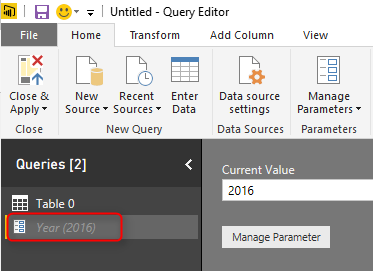 Untitled - Query Editor
File Home Transform Add Column View
Close & Apply New Source Recent Sources Enter Data Data source settings Manage Parameters
Close New Query Data Sources Parameters
Queries [2]
Current Value
Table 0
2016
Year (2016)
Manage Parameter